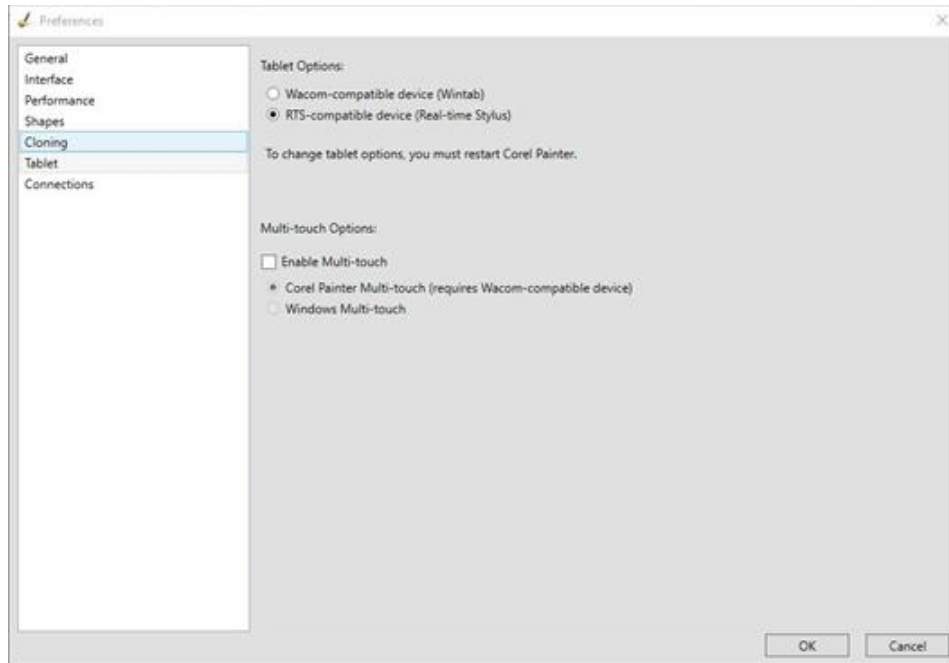 Preferences
General
Interface
Performance
Shapes
Cloning
Tablet
Connections
Tablet Options:
Wacom-compatible device (Wintab)
RTS-compatible device (Real-time Stylus)
To change tablet options, you must restart Corel Painter.
Multi-touch Options:
Enable Multi-touch
Corel Painter Multi-touch (requires Wacom-compatible device)
Windows Multi-touch
OK
Cancel